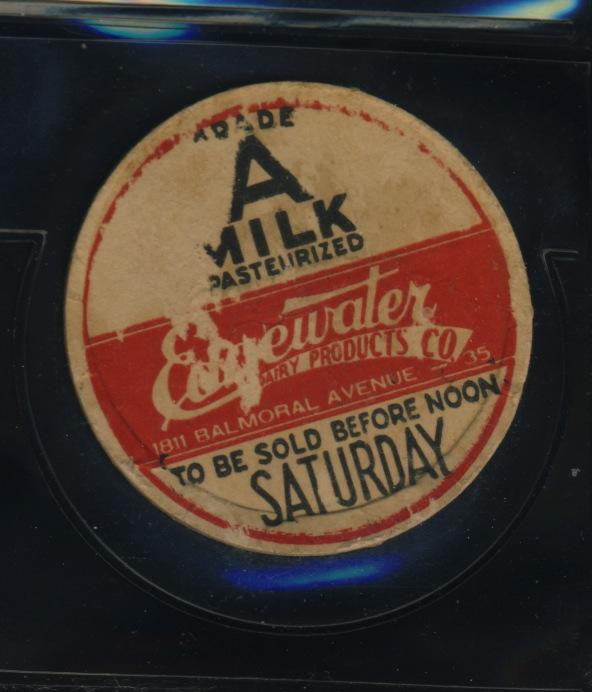 GRADE
A
MILK
PASTEURIZED
Edgewater
DAIRY PRODUCTS CO.
1811 BALMORAL AVENUE - 35
TO BE SOLD BEFORE NOON
SATURDAY